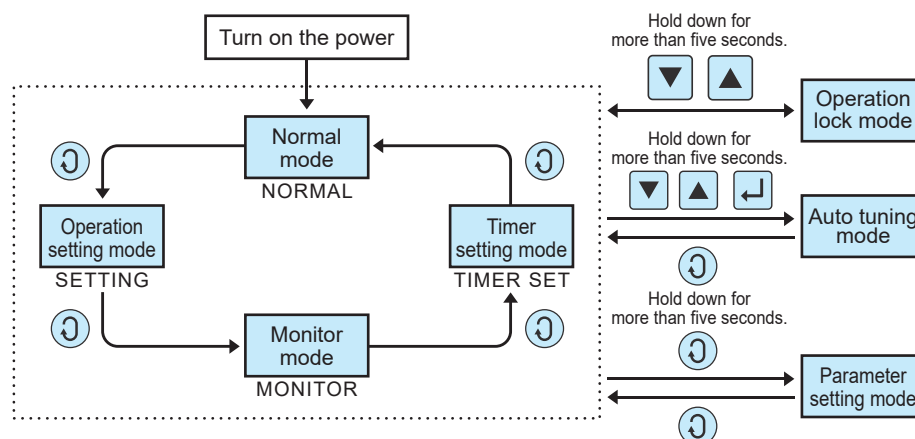 Turn on the power
Normal
mode
NORMAL
Operation
setting mode
SETTING
Timer
setting mode
TIMER SET
Monitor
mode
MONITOR
Hold down for
more than five seconds.
Operation
lock mode
Hold down for
more than five seconds.
Auto tuning
mode
Hold down for
more than five seconds.
Parameter
setting mode